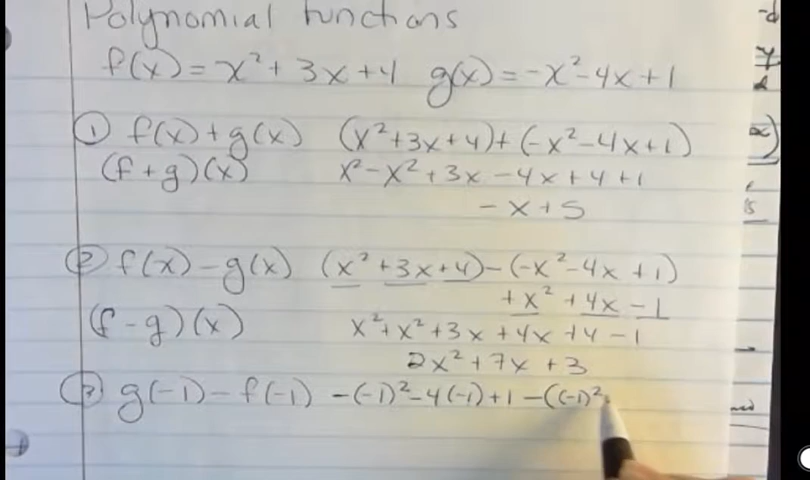 Polynomial functions
f(x) = x² + 3x + 4 g(x) = -x² - 4x + 1
① f(x) + g(x) (x² + 3x + 4) + (-x² - 4x + 1)
(f + g)(x) x² - x² + 3x - 4x + 4 + 1
- x + 5
② f(x) - g(x) (x² + 3x + 4) - (-x² - 4x + 1)
+ x² + 4x - 1
(f - g)(x) x² + x² + 3x + 4x + 4 - 1
2x² + 7x + 3
③ g(-1) - f(-1) -(-1)² - 4(-1) + 1 - ((-1)²